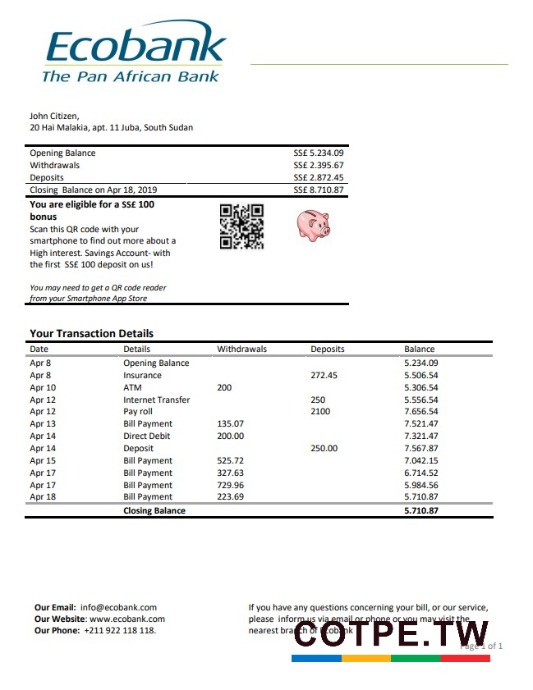 Ecobank
The Pan African Bank
John Citizen,
20 Hai Malakia, apt. 11 Juba, South Sudan
Opening Balance SS£ 5.234.09
Withdrawals SS£ 2.395.67
Deposits SS£ 2.872.45
Closing Balance on Apr 18, 2019 SS£ 8.710.87
You are eligible for a SS£ 100
bonus
Scan this QR code with your
smartphone to find out more about a
High interest. Savings Account- with
the first SS£ 100 deposit on us!
You may need to get a QR code reader
from your Smartphone App Store
Your Transaction Details
Date Details Withdrawals Deposits Balance
Apr 8 Opening Balance 5.234.09
Apr 8 Insurance 272.45 5.506.54
Apr 10 ATM 200 5.306.54
Apr 12 Internet Transfer 250 5.556.54
Apr 12 Pay roll 2100 7.656.54
Apr 13 Bill Payment 135.07 7.521.47
Apr 14 Direct Debit 200.00 7.321.47
Apr 14 Deposit 250.00 7.567.87
Apr 15 Bill Payment 525.72 7.042.15
Apr 17 Bill Payment 327.63 6.714.52
Apr 17 Bill Payment 729.96 5.984.56
Apr 18 Bill Payment 223.69 5.710.87
Closing Balance 5.710.87
Our Email: info@ecobank.com
Our Website: www.ecobank.com
Our Phone: +211 922 118 118.
If you have any questions concerning your bill, or our service,
please inform us via email or phone or you may visit the
nearest branch of Ecobank
COTPE.TW
Page 1 of 1